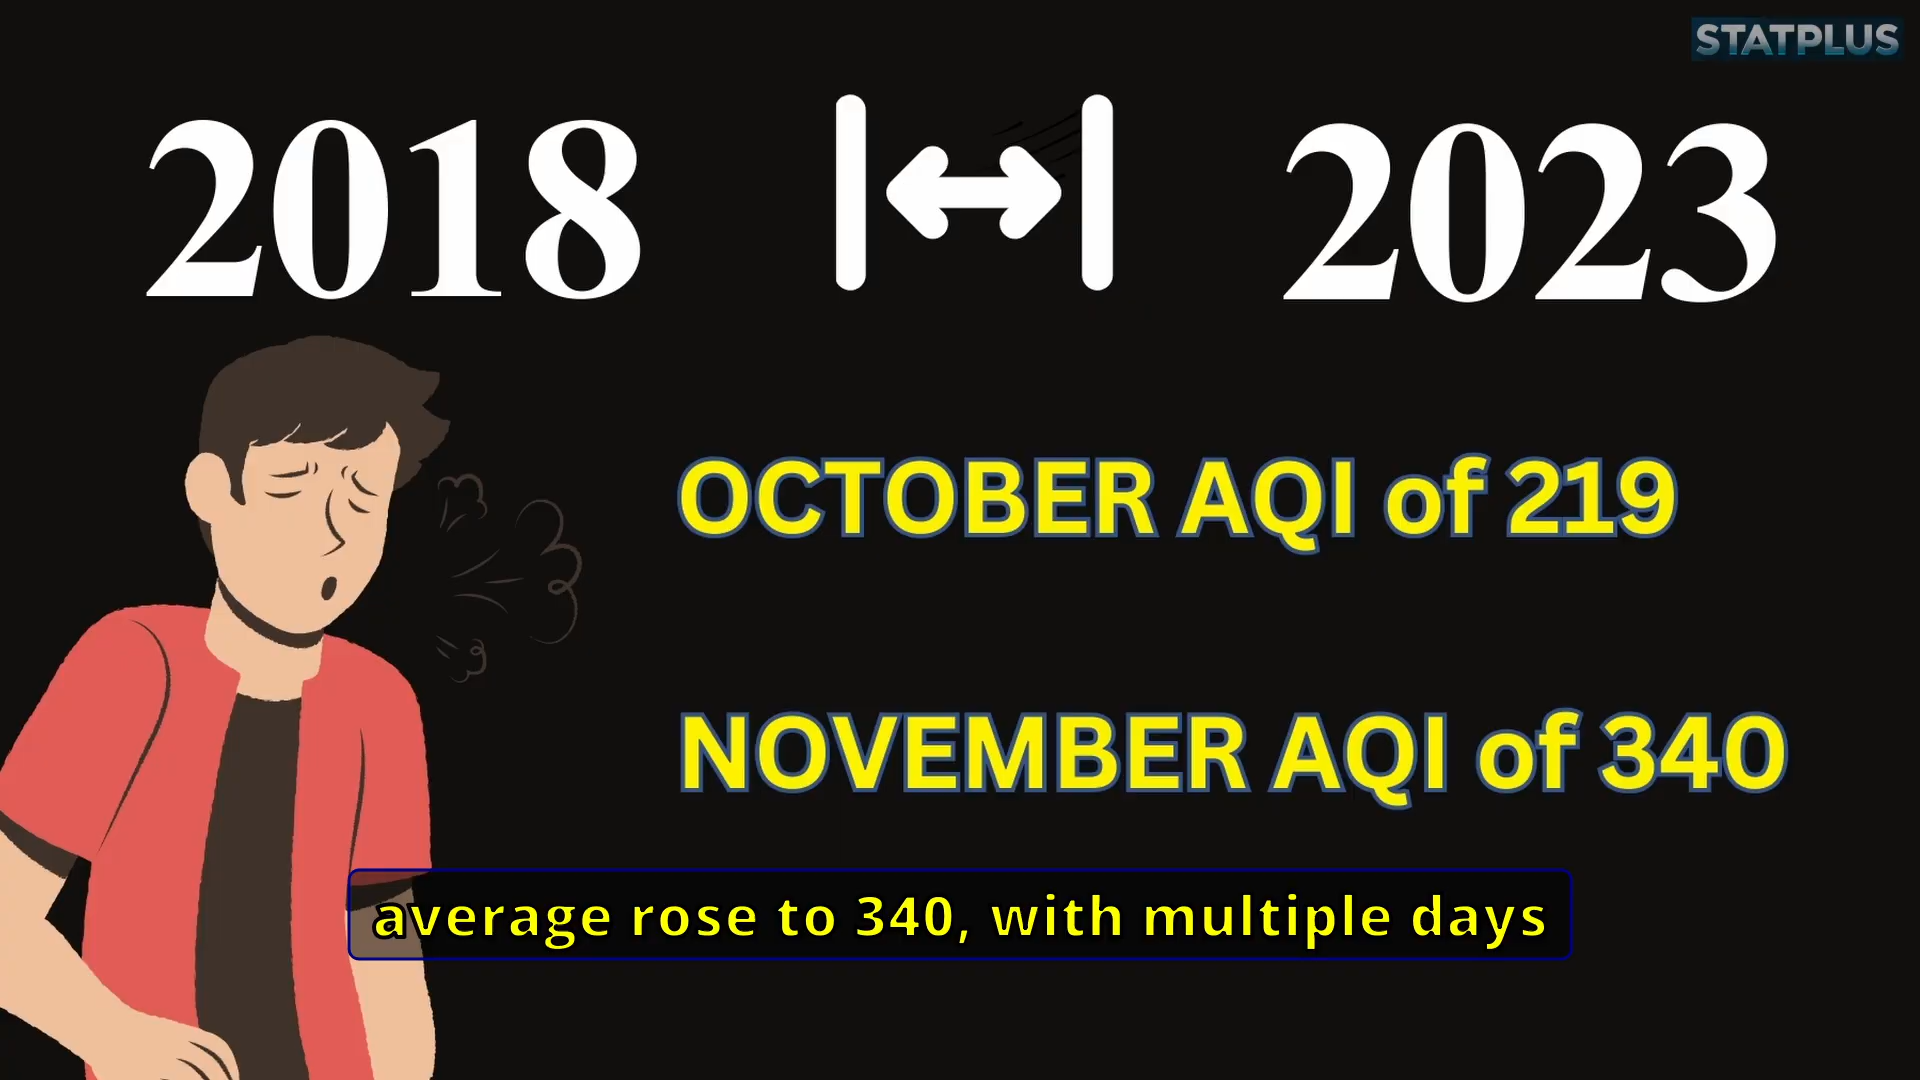 STATPLUS
2018
2023
OCTOBER AQI of 219
NOVEMBER AQI of 340
average rose to 340, with multiple days